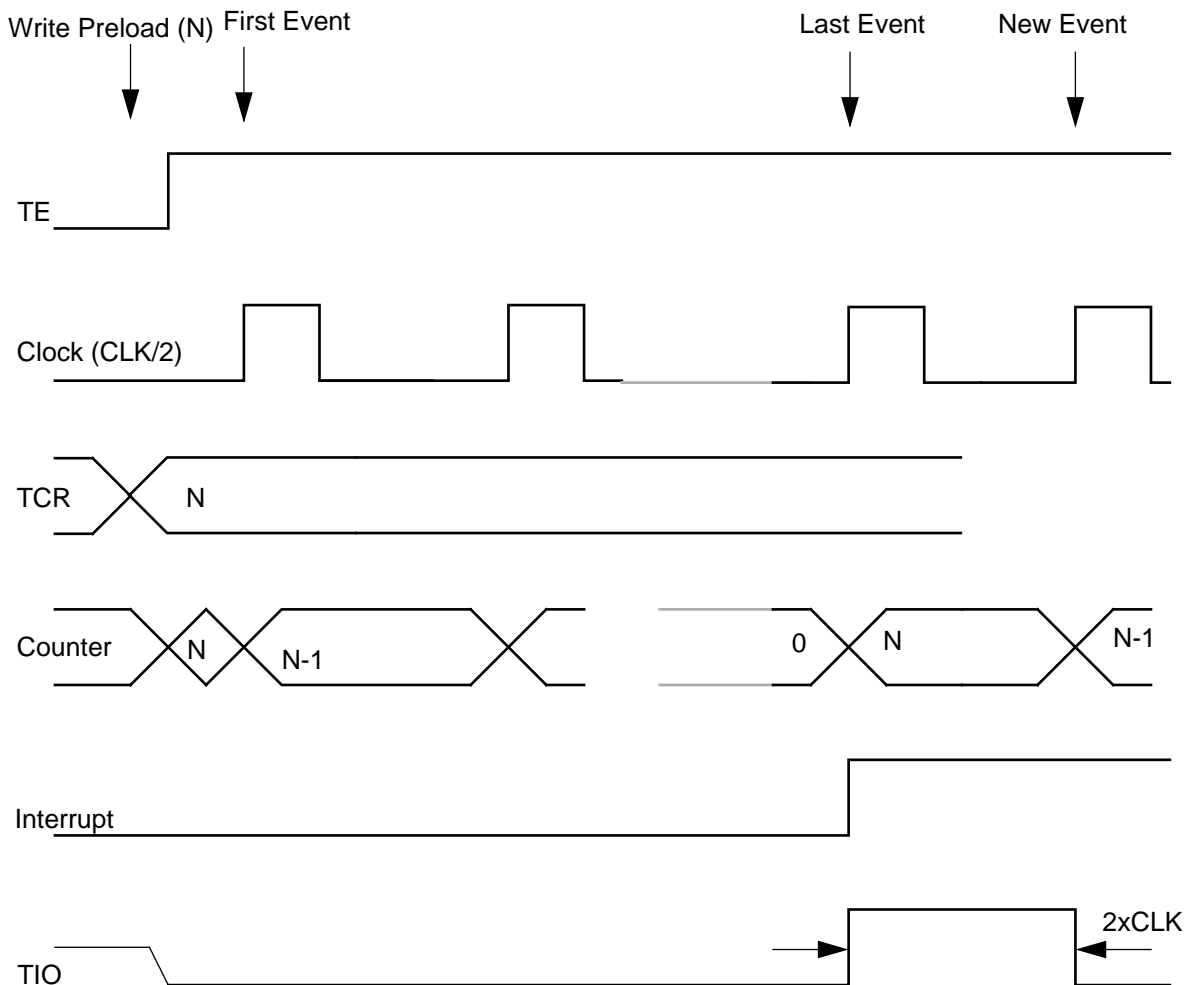 Write Preload (N) First Event Last Event New Event
TE
Clock (CLK/2)
TCR N
Counter N N-1 0 N N-1
Interrupt
2xCLK
TIO